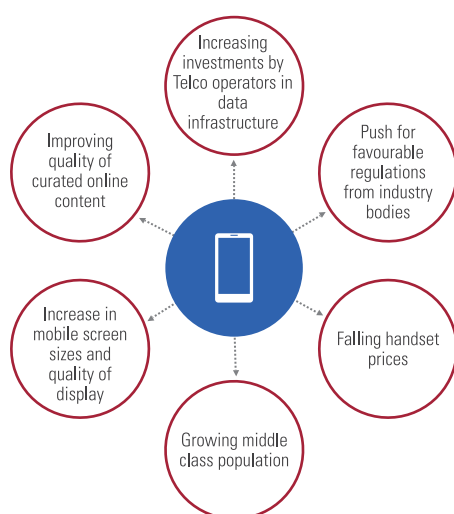 Increasing
investments by
Telco operators in
data
infrastructure
Push for
favourable
regulations
from industry
bodies
Falling handset
prices
Growing middle
class population
Increase in
mobile screen
sizes and
quality of
display
Improving
quality of
curated online
content